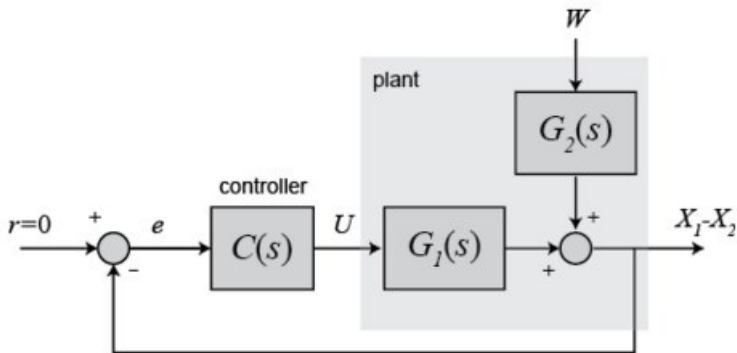 W
plant
G₂(s)
controller
r=0
+
e
C(s)
U
G₁(s)
+
+
X₁-X₂
−